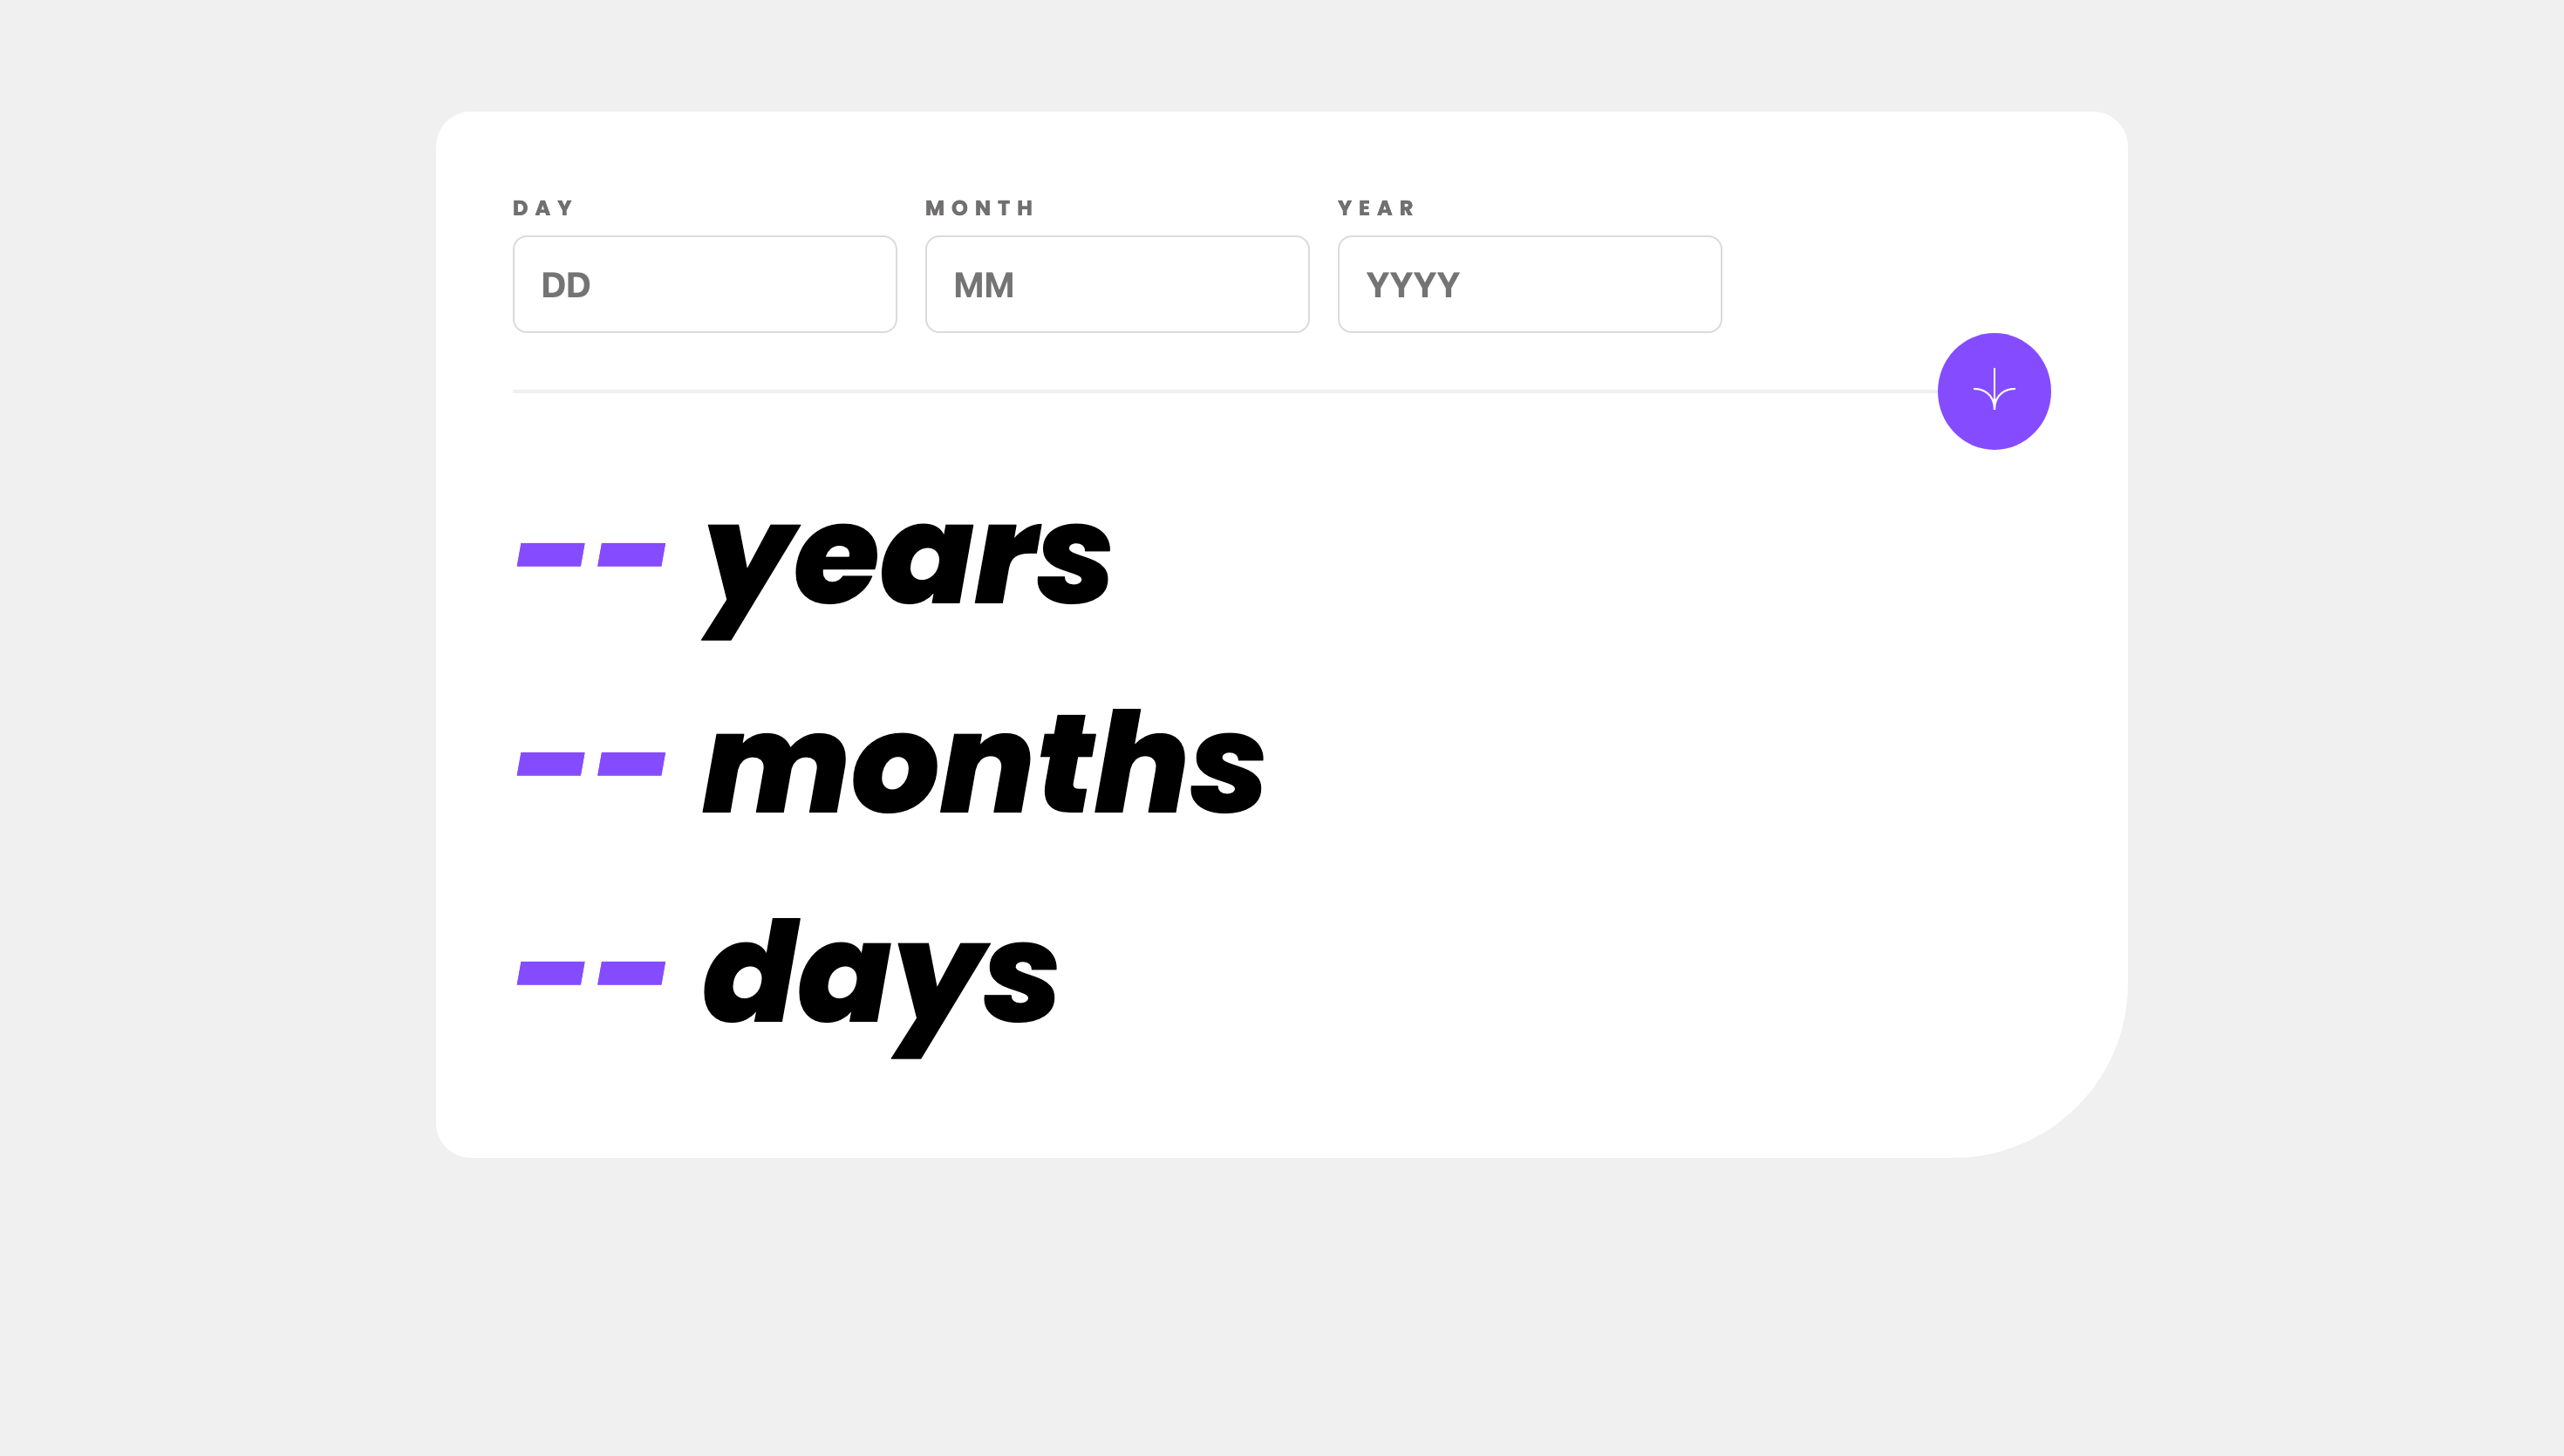 DAY MONTH YEAR
DD MM YYYY
-- years
-- months
-- days